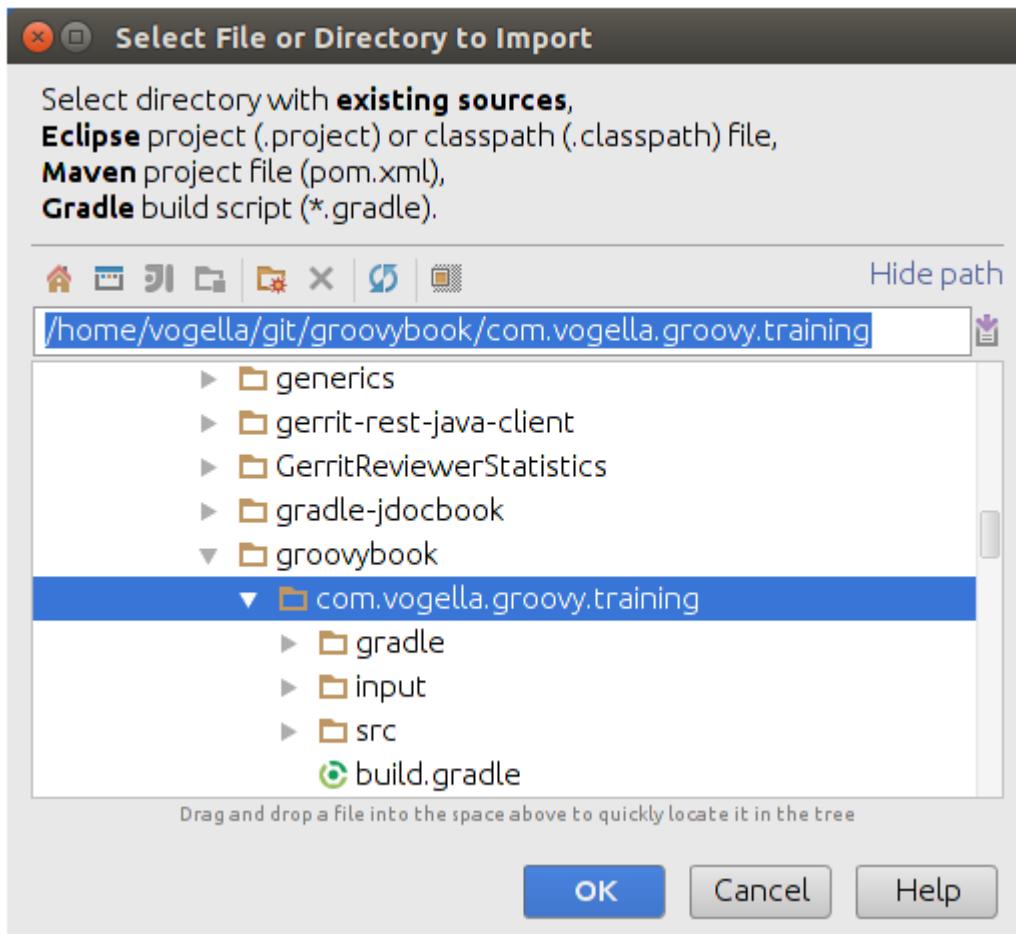 Select File or Directory to Import
Select directory with existing sources,
Eclipse project (.project) or classpath (.classpath) file,
Maven project file (pom.xml),
Gradle build script (*.gradle).
Hide path
/home/vogella/git/groovybook/com.vogella.groovy.training
generics
gerrit-rest-java-client
GerritReviewerStatistics
gradle-jdocbook
groovybook
com.vogella.groovy.training
gradle
input
src
build.gradle
Drag and drop a file into the space above to quickly locate it in the tree
OK Cancel Help